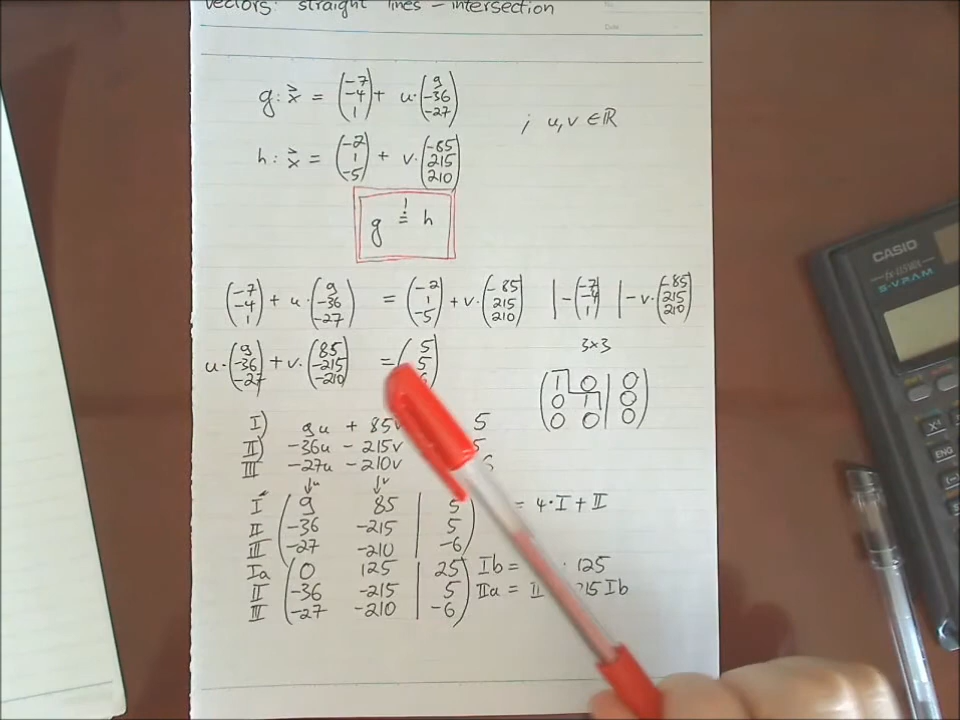 vectors: straight lines - intersection
g: x⃗ = (-7 -4 1) + u·(9 -36 -27)
; u, v ∈ ℝ
h: x⃗ = (-2 1 -5) + v·(-85 215 210)
g ! = h
(-7 -4 1) + u·(9 -36 -27) = (-2 1 -5) + v·(-85 215 210) | -(-7 -4 1) | -v·(-85 215 210)
3×3
u·(9 -36 -27) + v·(85 -215 -210) = (5 5
(1 0 | 0
0 1 | 0
0 0 | 0)
I) 9u + 85v 5
II) -36u - 215v 5
III -27u - 210v
↓u ↓v
I (9 85 | 5
II -36 -215 | 5
III -27 -210 | -6)
= 4·I + II
Ia (0 125 | 25
II -36 -215 | 5
III -27 -210 | -6)
Ib = · 125
IIa = 215 Ib
CASIO
S-V.P.A.M.
ENG
(-)